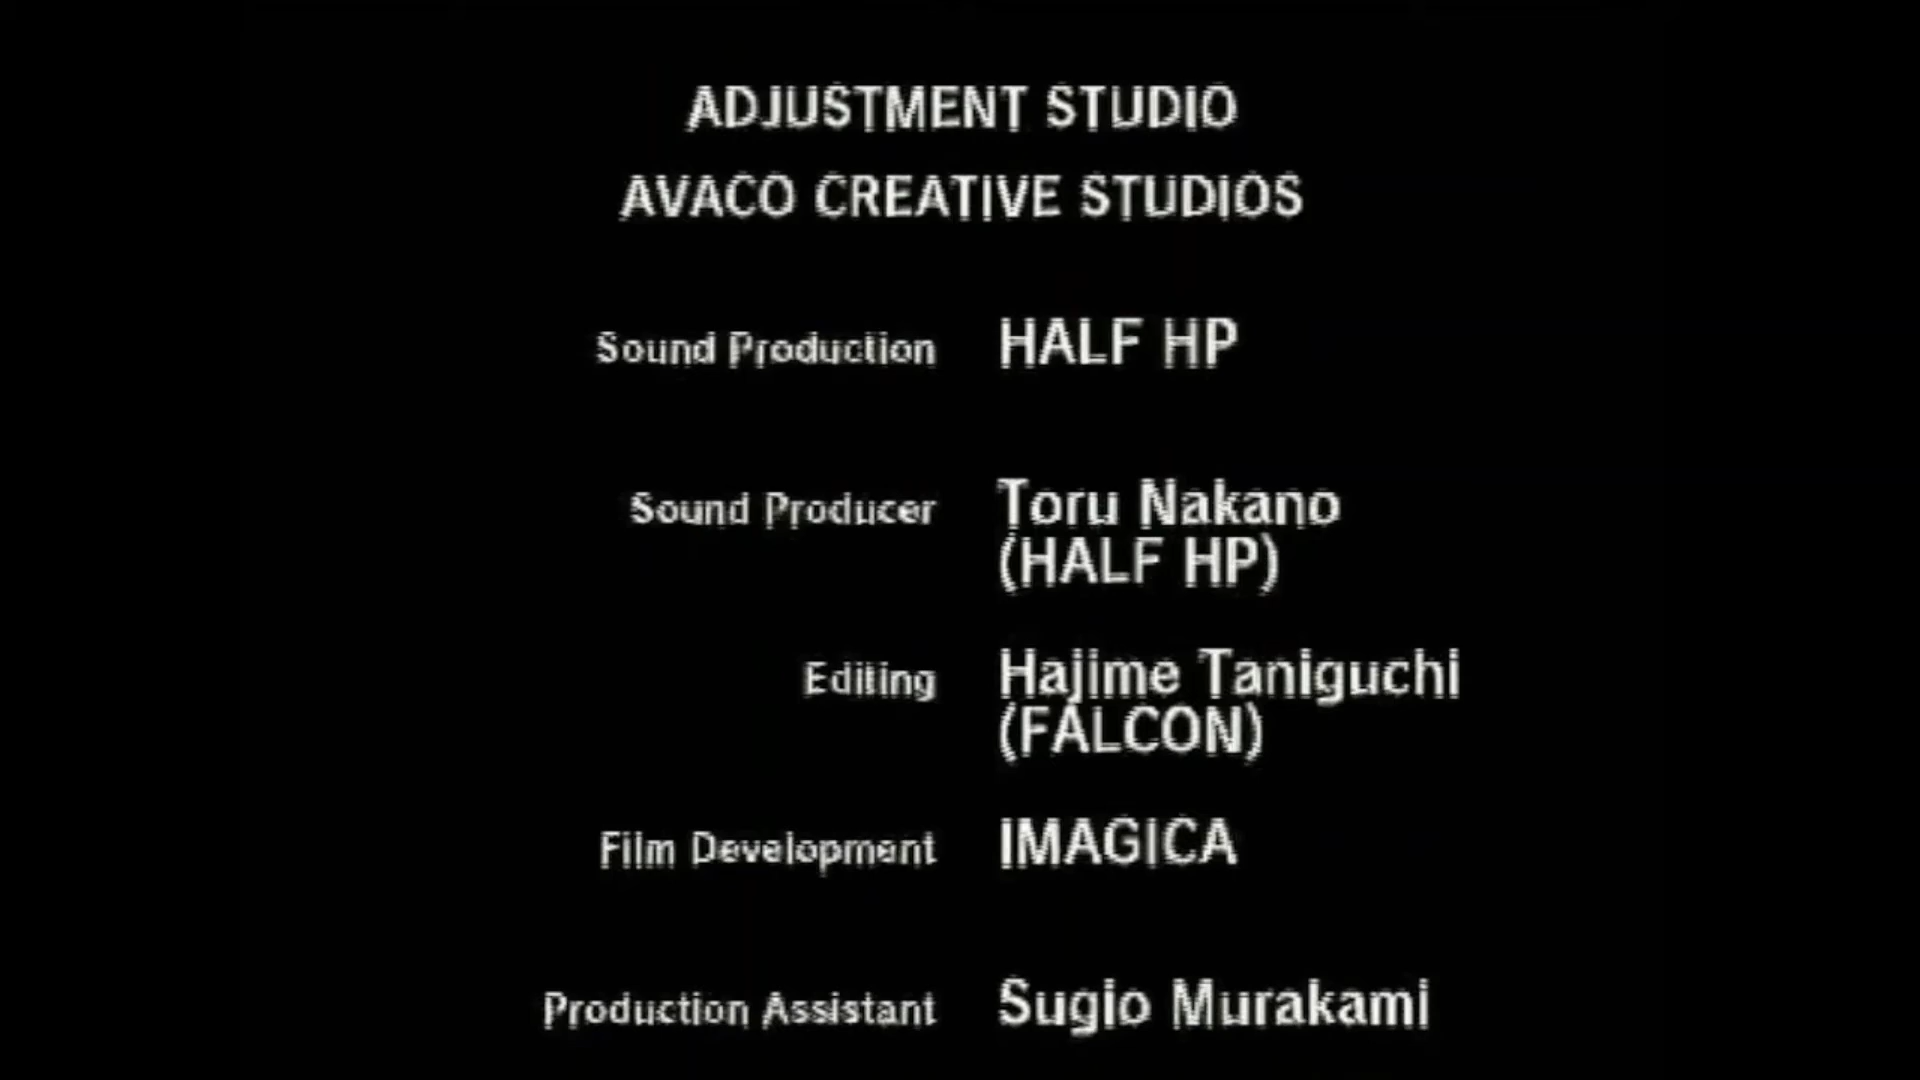 ADJUSTMENT STUDIO
AVACO CREATIVE STUDIOS
Sound Production HALF HP
Sound Producer Toru Nakano
(HALF HP)
Editing Hajime Taniguchi
(FALCON)
Film Development IMAGICA
Production Assistant Sugio Murakami